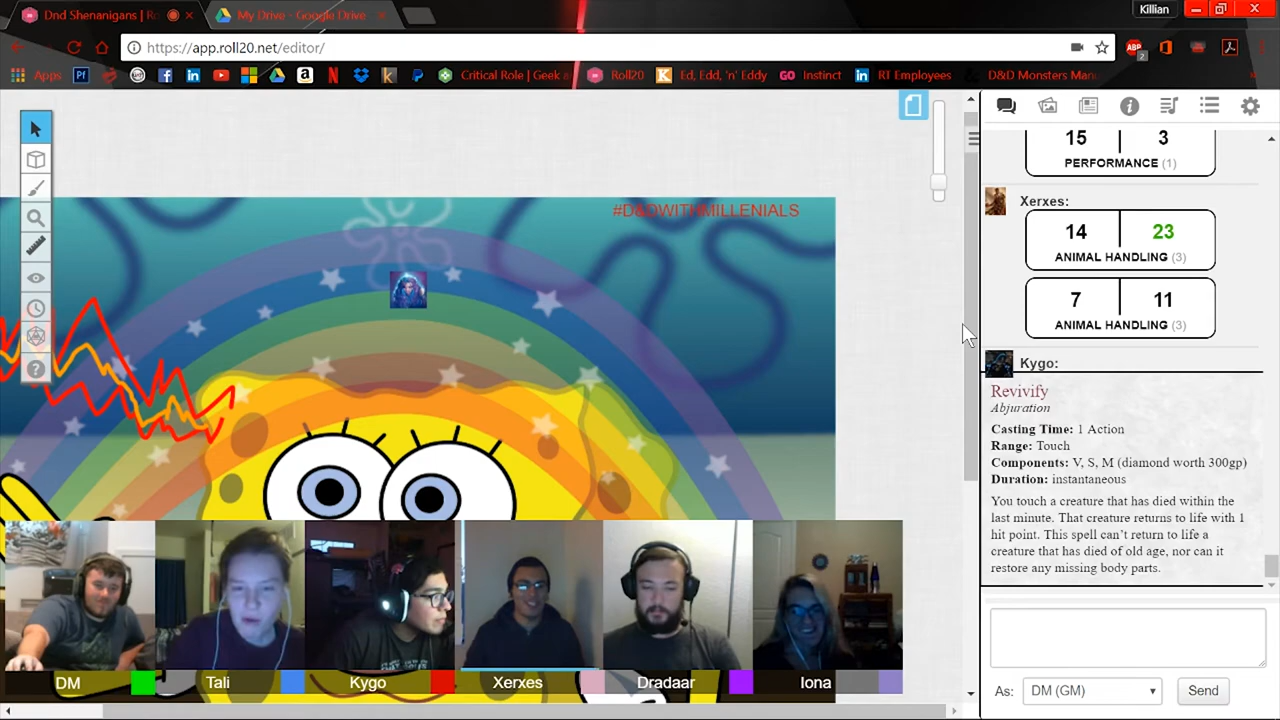 Dnd Shenanigans | Ro
My Drive - Google Drive
Killian
https://app.roll20.net/editor/
ABP
2
Apps
Critical Role | Geek a
Roll20
Ed, Edd, 'n' Eddy
GO Instinct
RT Employees
D&D Monsters Man
#D&DWITHMILLENIALS
15
3
PERFORMANCE (1)
Xerxes:
14
23
ANIMAL HANDLING (3)
7
11
ANIMAL HANDLING (3)
Kygo:
Revivify
Abjuration
Casting Time: 1 Action
Range: Touch
Components: V, S, M (diamond worth 300gp)
Duration: instantaneous
You touch a creature that has died within the
last minute. That creature returns to life with 1
hit point. This spell can't return to life a
creature that has died of old age, nor can it
restore any missing body parts.
DM
Tali
Kygo
Xerxes
Dradaar
Iona
As:
DM (GM)
Send